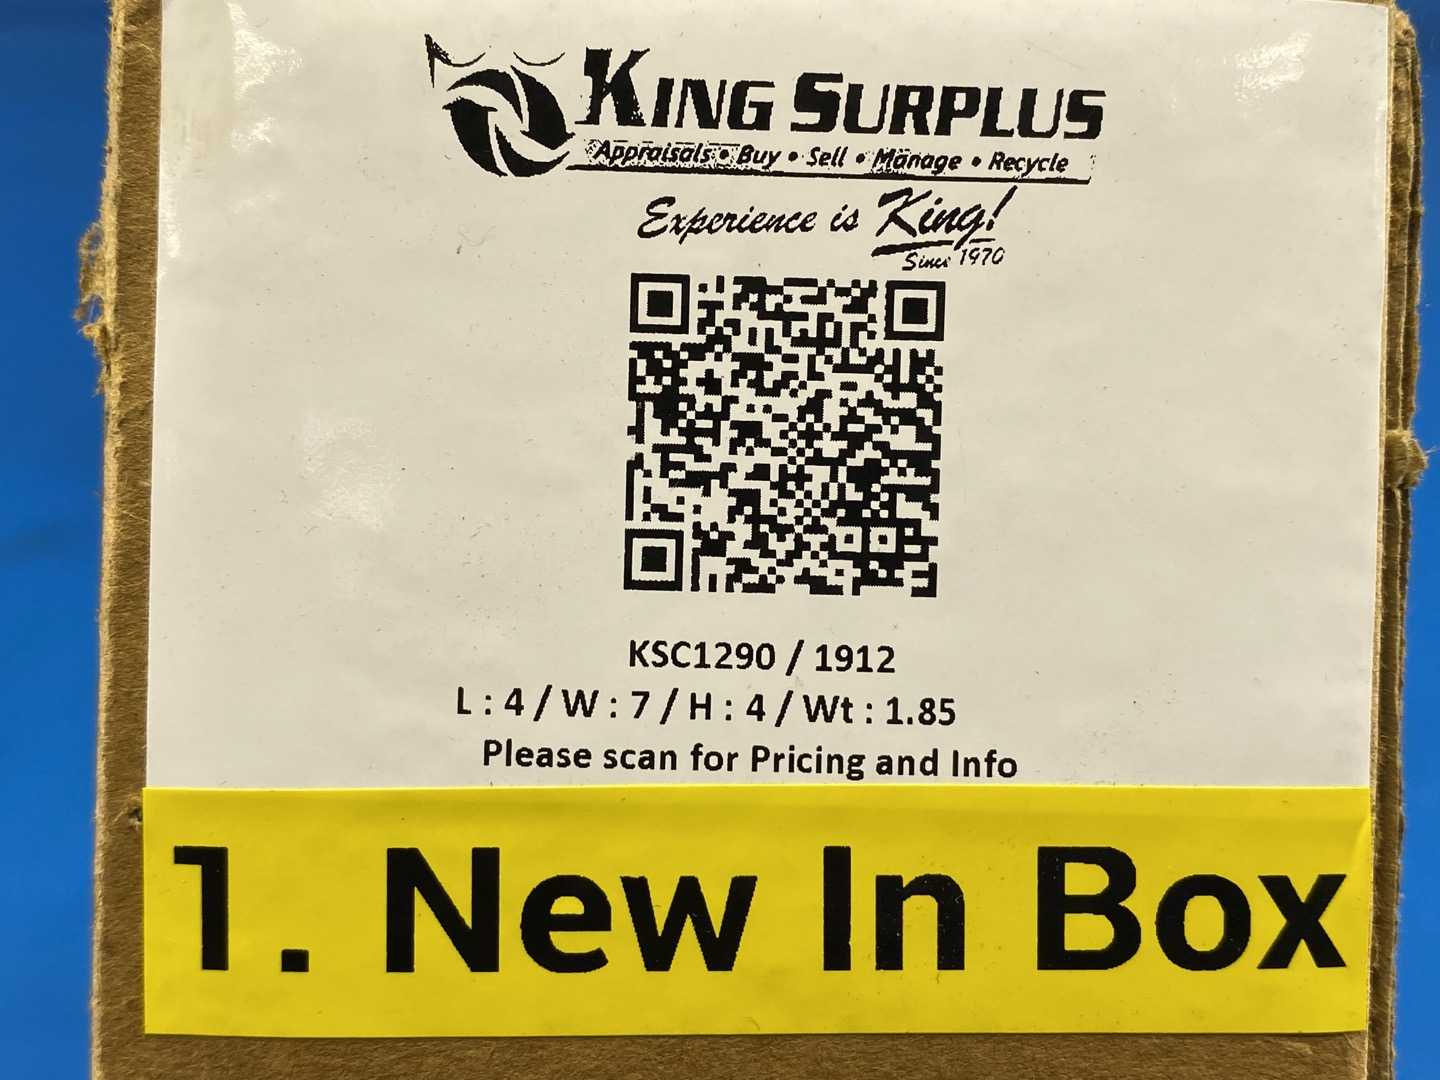 KING SURPLUS
Appraisals • Buy • Sell • Manage • Recycle
Experience is King!
Since 1970
KSC1290 / 1912
L : 4 / W : 7 / H : 4 / Wt : 1.85
Please scan for Pricing and Info
1. New In Box